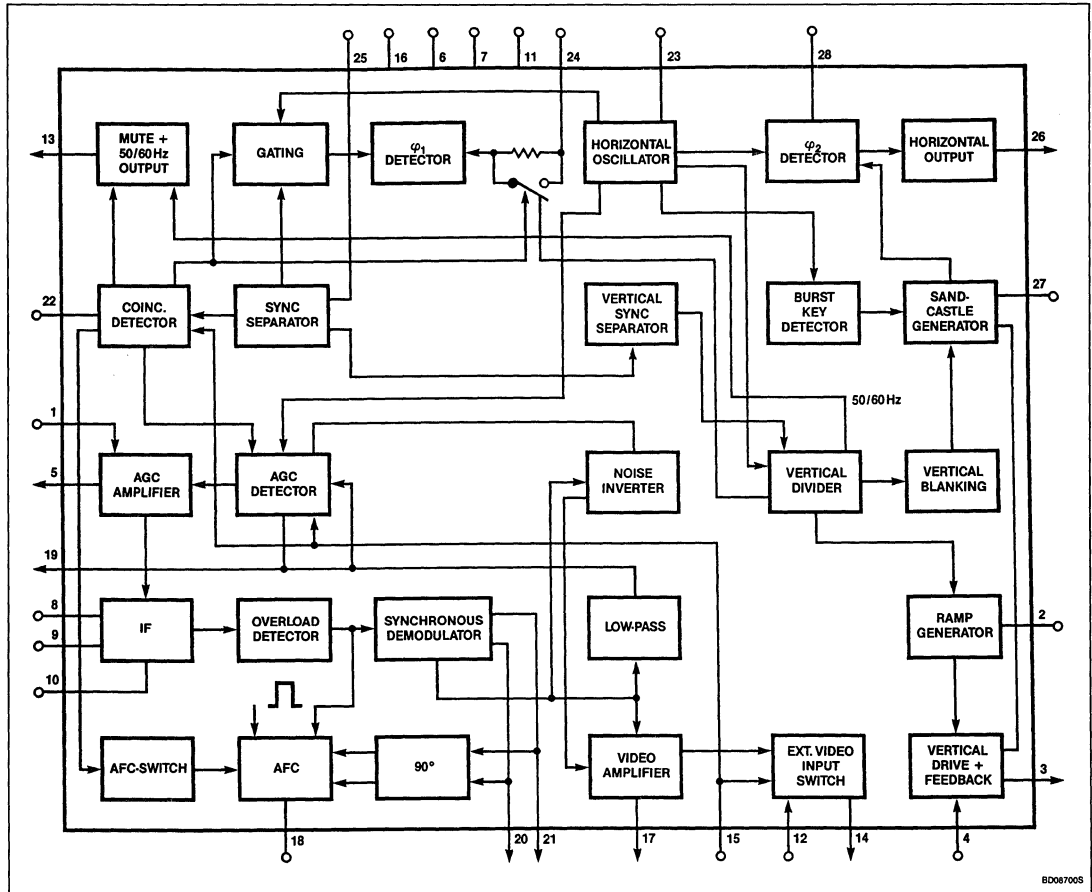 25
16
6
7
11
24
23
28
13
MUTE +
50/60 Hz
OUTPUT
GATING
φ1
DETECTOR
HORIZONTAL
OSCILLATOR
φ2
DETECTOR
HORIZONTAL
OUTPUT
26
22
COINC.
DETECTOR
SYNC
SEPARATOR
VERTICAL
SYNC
SEPARATOR
BURST
KEY
DETECTOR
SAND-
CASTLE
GENERATOR
27
50/60 Hz
1
5
AGC
AMPLIFIER
AGC
DETECTOR
NOISE
INVERTER
VERTICAL
DIVIDER
VERTICAL
BLANKING
19
8
9
10
IF
OVERLOAD
DETECTOR
SYNCHRONOUS
DEMODULATOR
LOW-PASS
RAMP
GENERATOR
2
AFC-SWITCH
AFC
90°
VIDEO
AMPLIFIER
EXT. VIDEO
INPUT
SWITCH
VERTICAL
DRIVE +
FEEDBACK
3
18
20
21
17
15
12
14
4
BD08700S